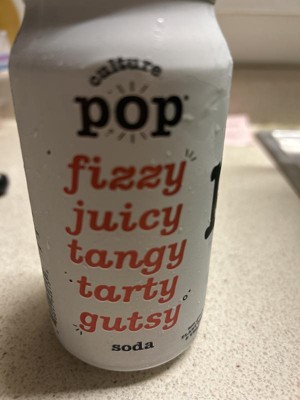 culture
pop
fizzy
juicy
tangy
tarty
gutsy
soda